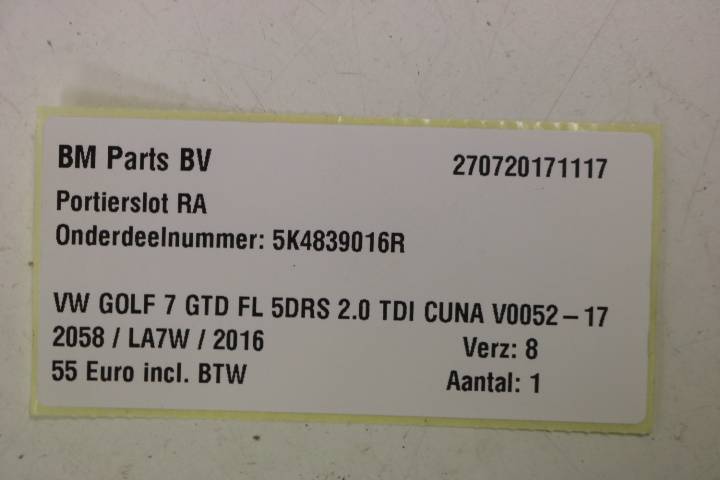 BM Parts BV 270720171117
Portierslot RA
Onderdeelnummer: 5K4839016R
VW GOLF 7 GTD FL 5DRS 2.0 TDI CUNA V0052-17
2058 / LA7W / 2016 Verz: 8
55 Euro incl. BTW Aantal: 1